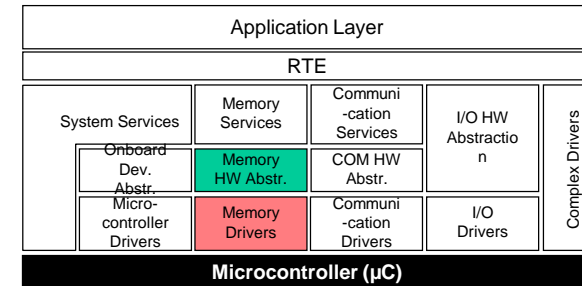 Application Layer
RTE
System Services
Memory
Services
Communi
-cation
Services
I/O HW
Abstractio
n
Complex Drivers
Onboard
Dev.
Abstr.
Memory
HW Abstr.
COM HW
Abstr.
Micro-
controller
Drivers
Memory
Drivers
Communi
-cation
Drivers
I/O
Drivers
Microcontroller (µC)